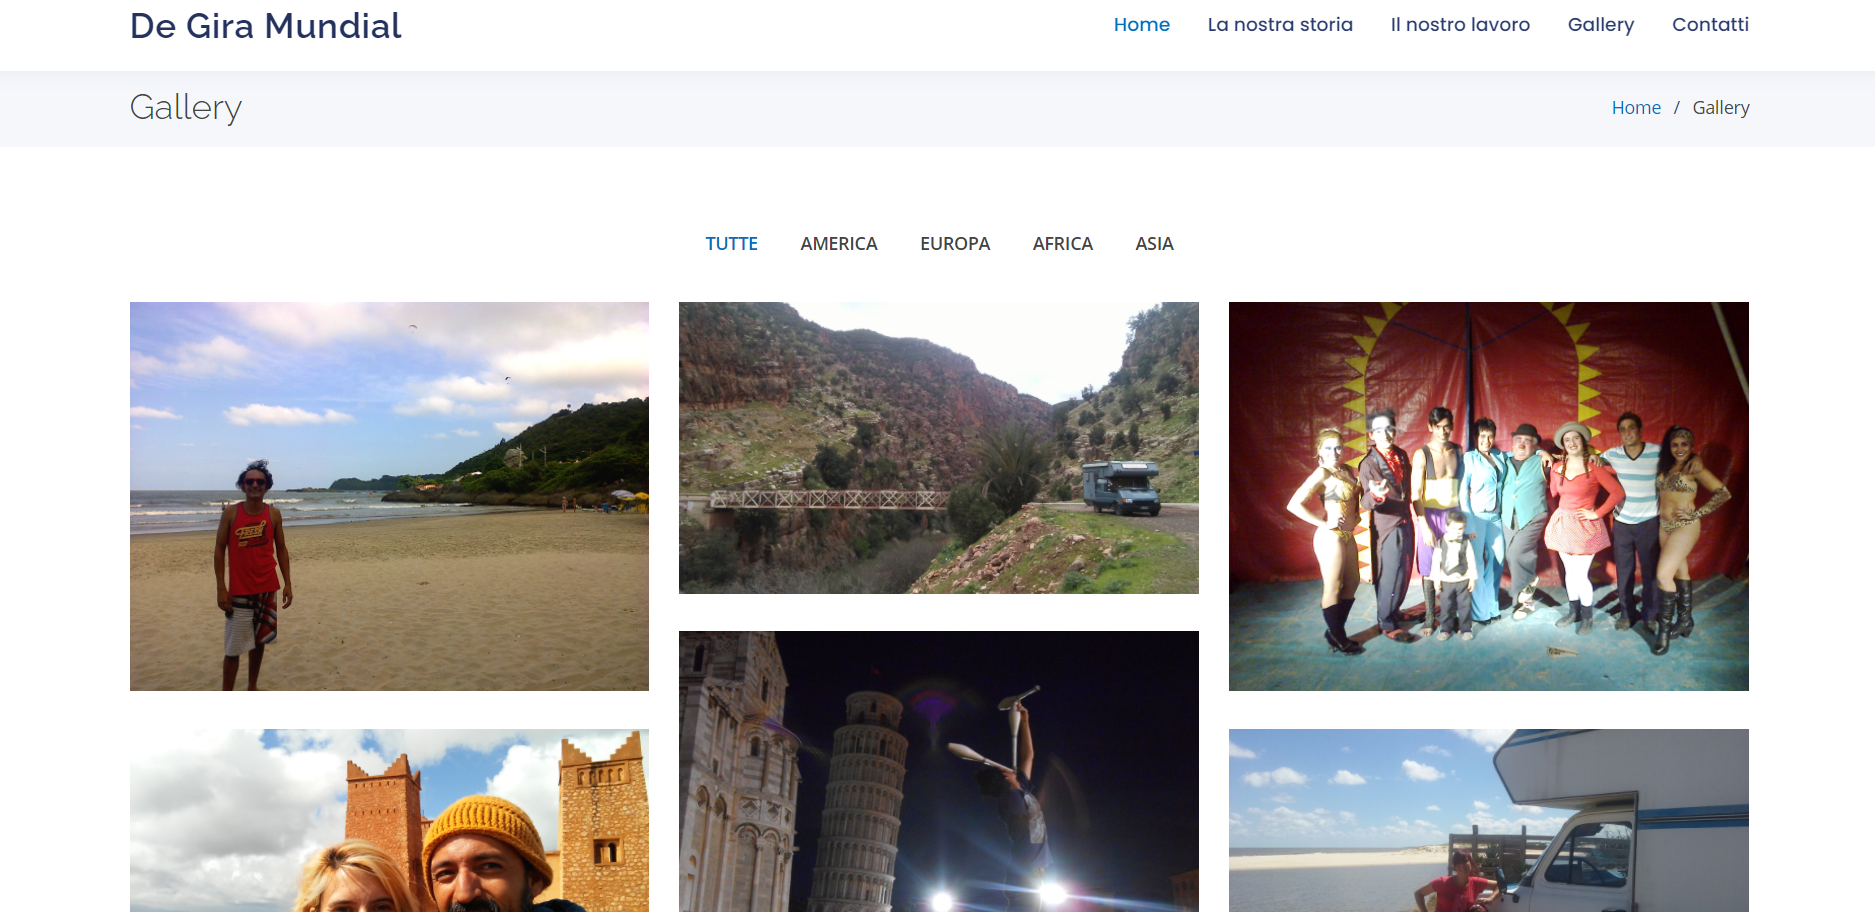 De Gira Mundial
Home La nostra storia Il nostro lavoro Gallery Contatti
Gallery
Home / Gallery
TUTTE AMERICA EUROPA AFRICA ASIA